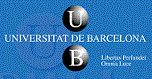 U
UNIVERSITAT DE BARCELONA
B
Libertas Perfundet
Omnia Luce